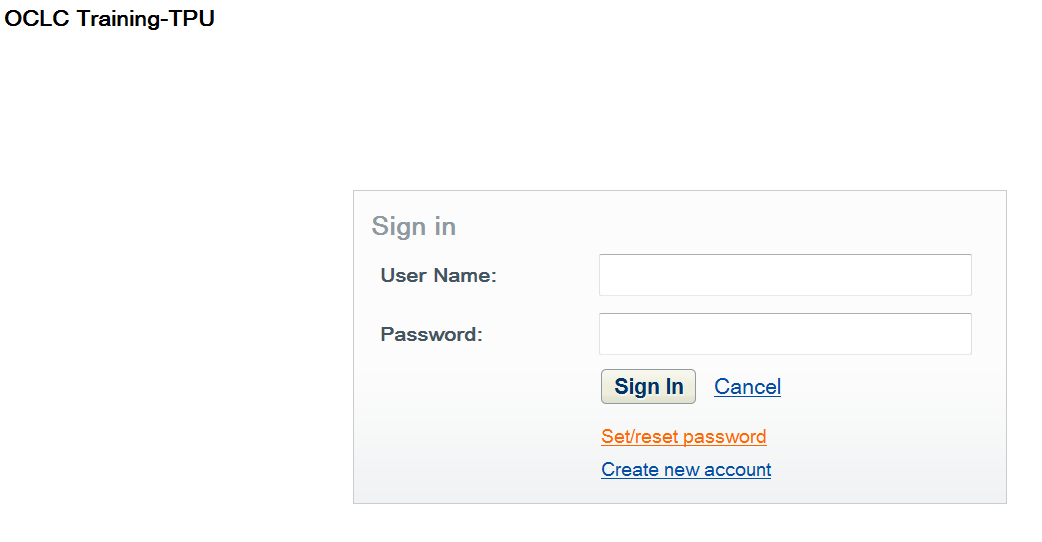 OCLC Training-TPU
Sign in
User Name:
Password:
Sign In Cancel
Set/reset password
Create new account